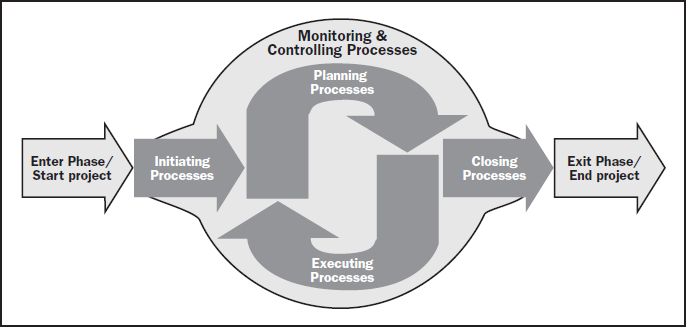 Monitoring &
Controlling Processes
Planning
Processes
Enter Phase/
Start project
Initiating
Processes
Closing
Processes
Exit Phase/
End project
Executing
Processes